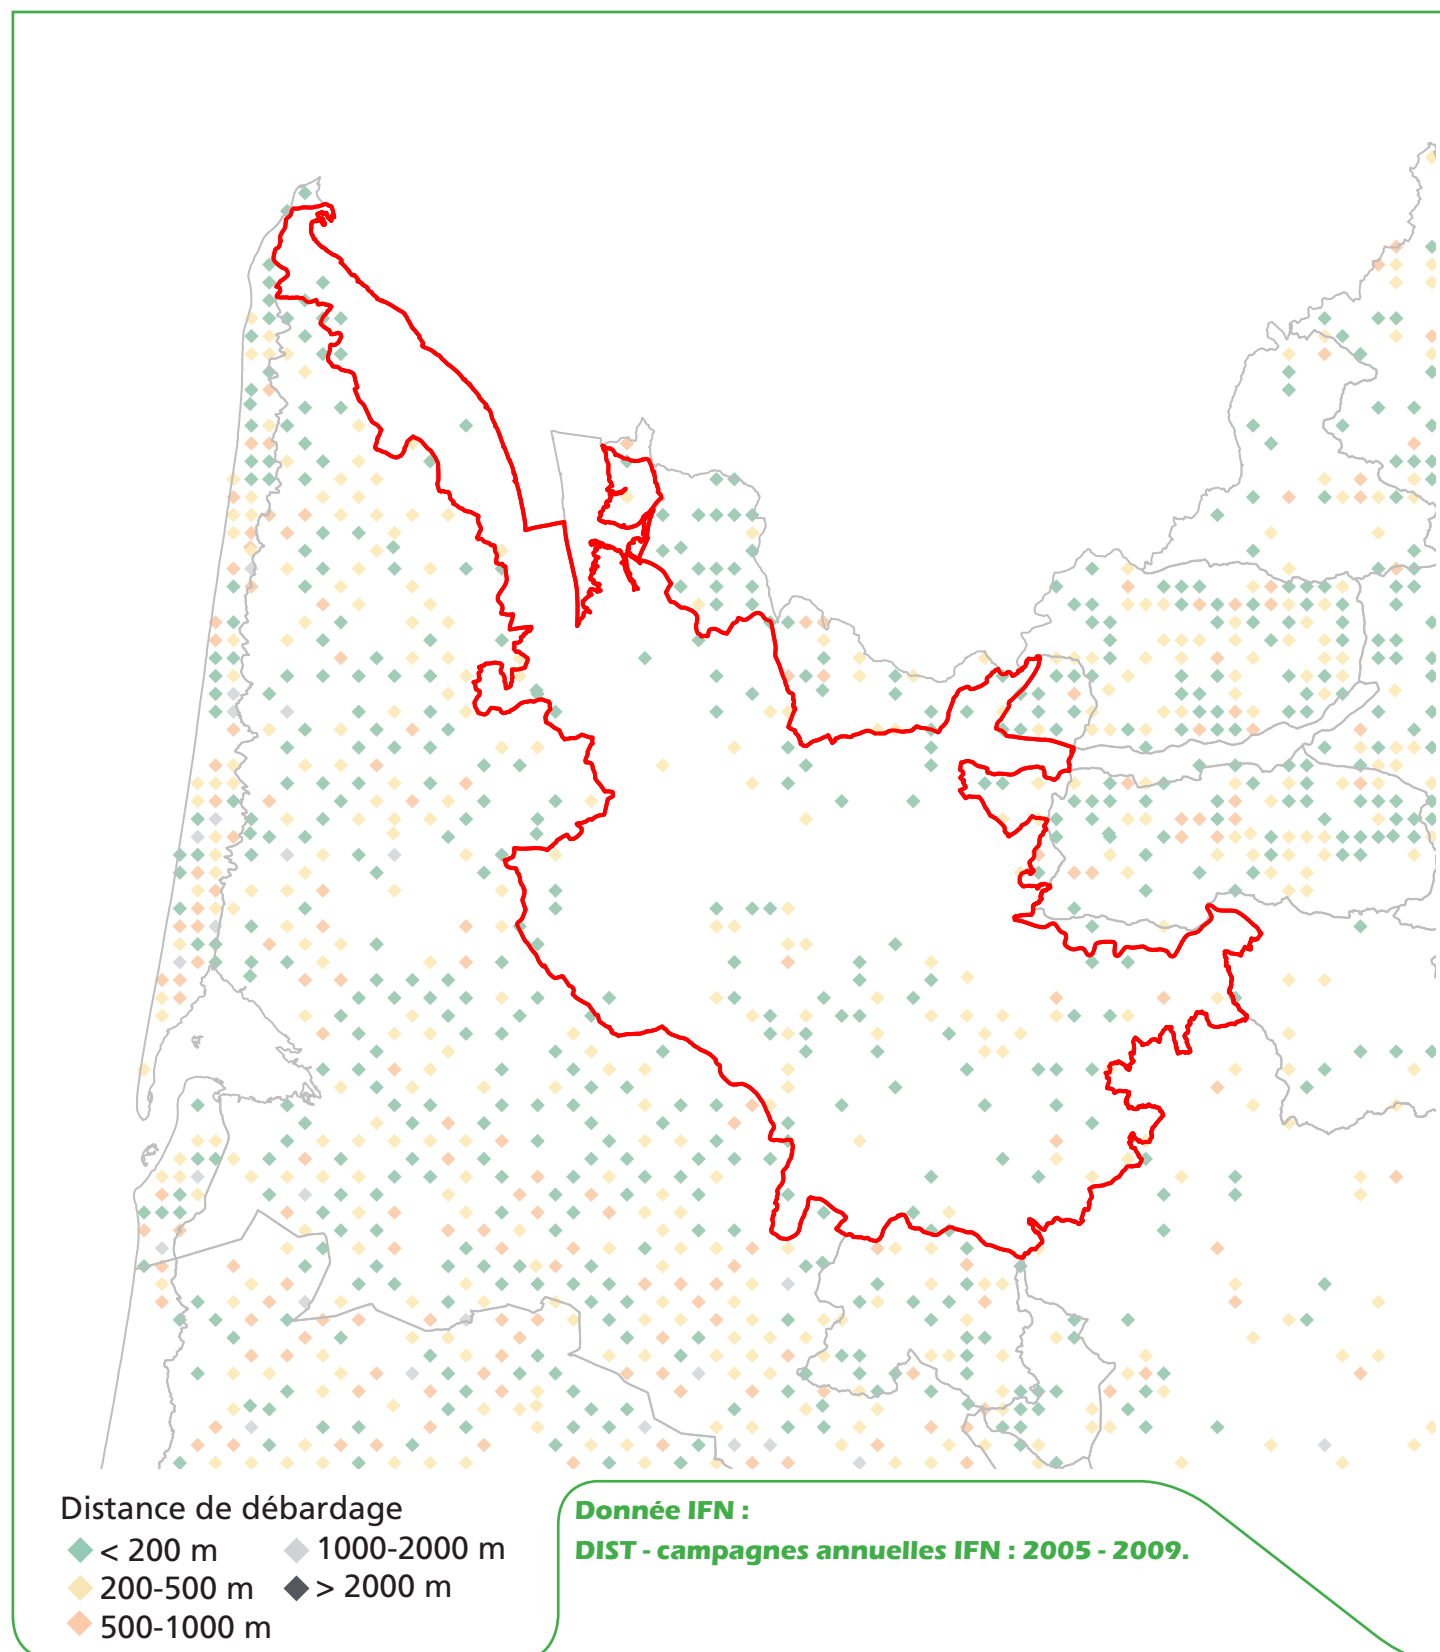 Distance de débardage
< 200 m
200-500 m
500-1000 m
1000-2000 m
> 2000 m
Donnée IFN :
DIST - campagnes annuelles IFN : 2005 - 2009.